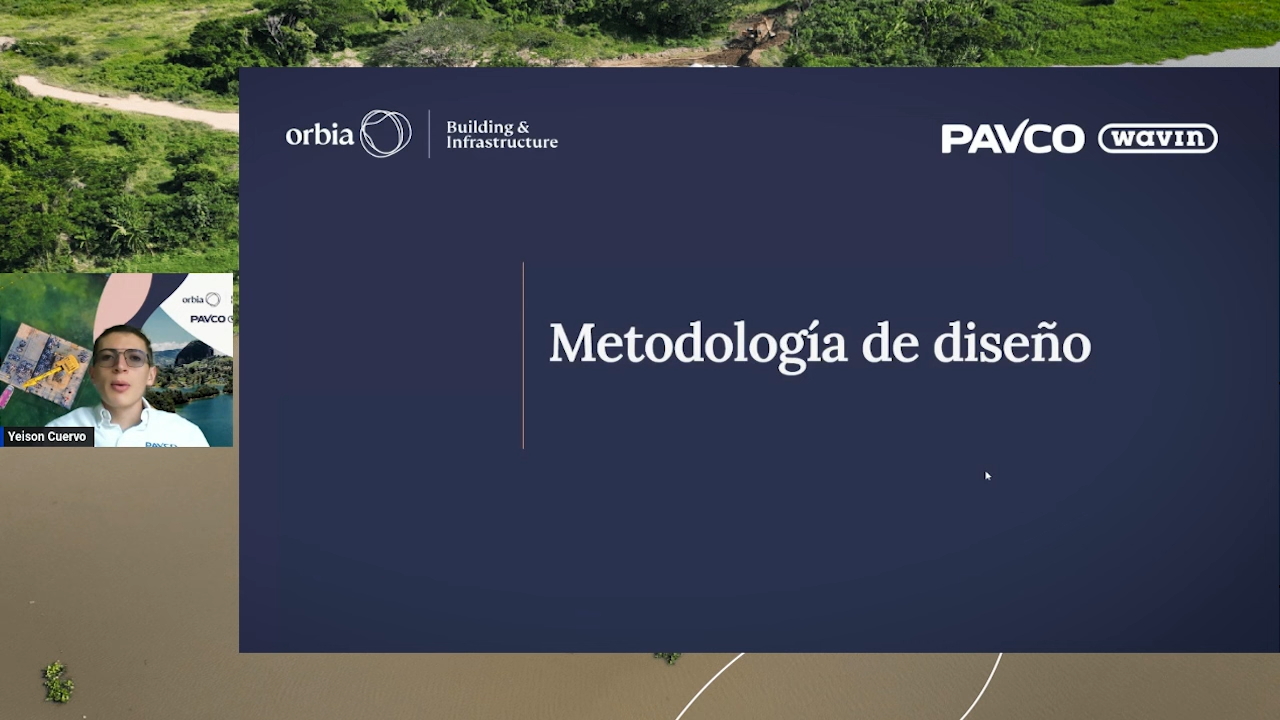 orbia
Building &
Infrastructure
PAVCO wavin
Metodología de diseño
orbia
PAVCO
Yeison Cuervo